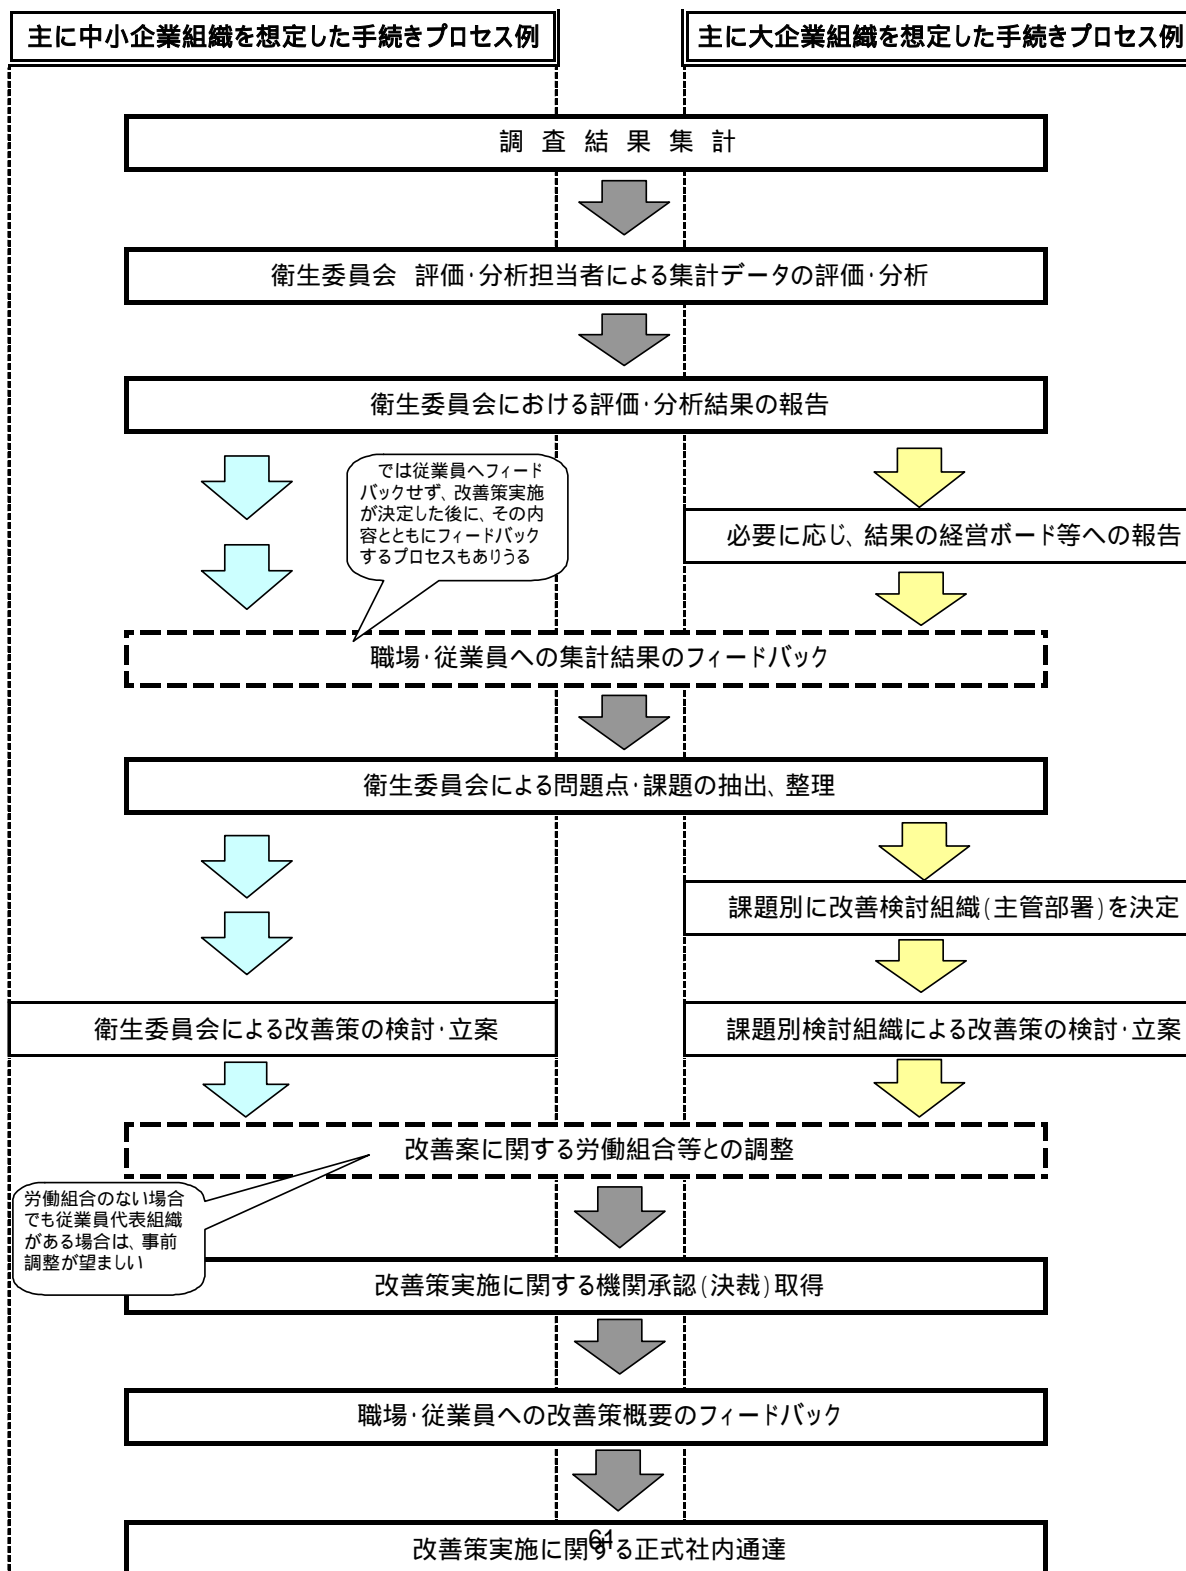 主に中小企業組織を想定した手続きプロセス例
主に大企業組織を想定した手続きプロセス例
調 査 結 果 集 計
衛生委員会 評価・分析担当者による集計データの評価・分析
衛生委員会における評価・分析結果の報告
では従業員へフィード
バックせず、改善策実施
が決定した後に、その内
容とともにフィードバック
するプロセスもありうる
必要に応じ、結果の経営ボード等への報告
職場・従業員への集計結果のフィードバック
衛生委員会による問題点・課題の抽出、整理
課題別に改善検討組織(主管部署)を決定
衛生委員会による改善策の検討・立案
課題別検討組織による改善策の検討・立案
改善案に関する労働組合等との調整
労働組合のない場合
でも従業員代表組織
がある場合は、事前
調整が望ましい
改善策実施に関する機関承認(決裁)取得
職場・従業員への改善策概要のフィードバック
改善策実施に関する正式社内通達
61